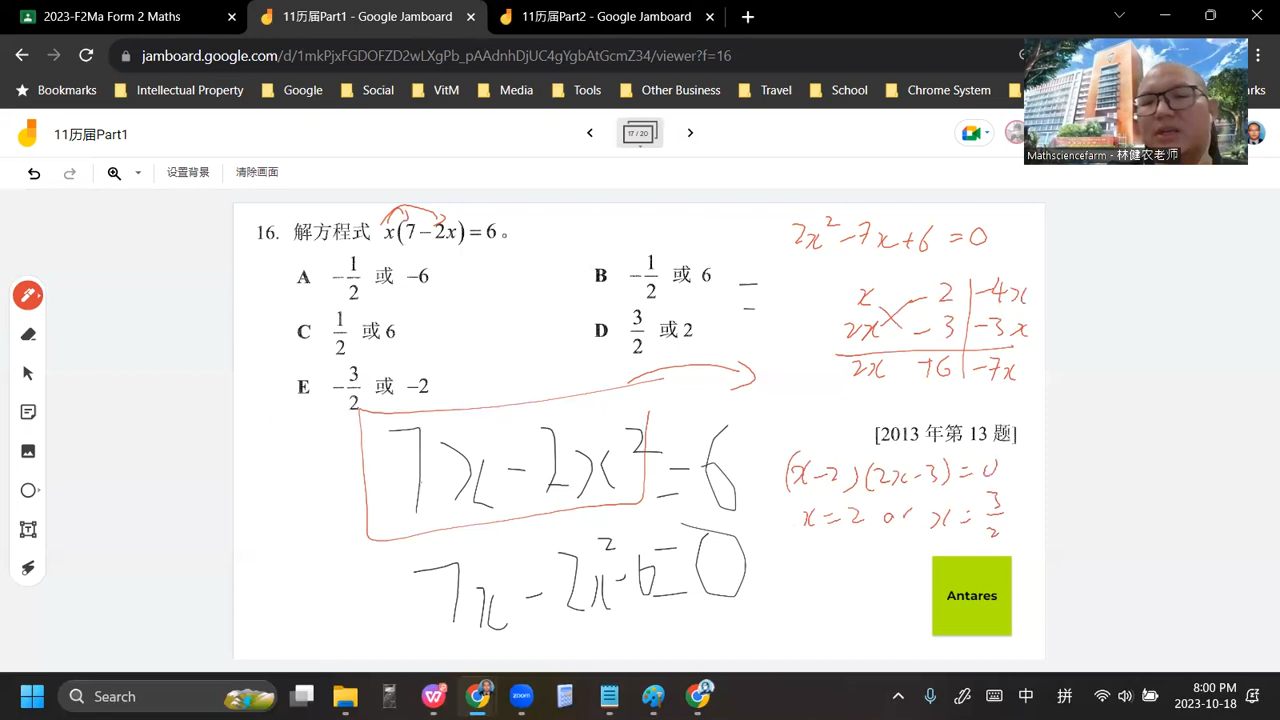 2023-F2Ma Form 2 Maths
11历届Part1 - Google Jamboard
11历届Part2 - Google Jamboard
Bookmarks
Intellectual Property
Google
Social
VitM
Media
Tools
Other Business
Travel
School
Chrome System
11历届Part1
17 / 20
Mathsciencefarm - 林健农老师
设置背景
清除画面
16. 解方程式 x(7−2x)=6。
A −1/2 或 −6
B −1/2 或 6
C 1/2 或 6
D 3/2 或 2
E −3/2 或 −2
2x²−7x+6=0
x −2 −4x
2x −3 −3x
2x +6 −7x
[2013 年第 13 题]
(x−2)(2x−3)=0
x=2 or x=3/2
7x−2x²=6
7x−2x²−6=0
Antares
Search
中
拼
8:00 PM
2023-10-18